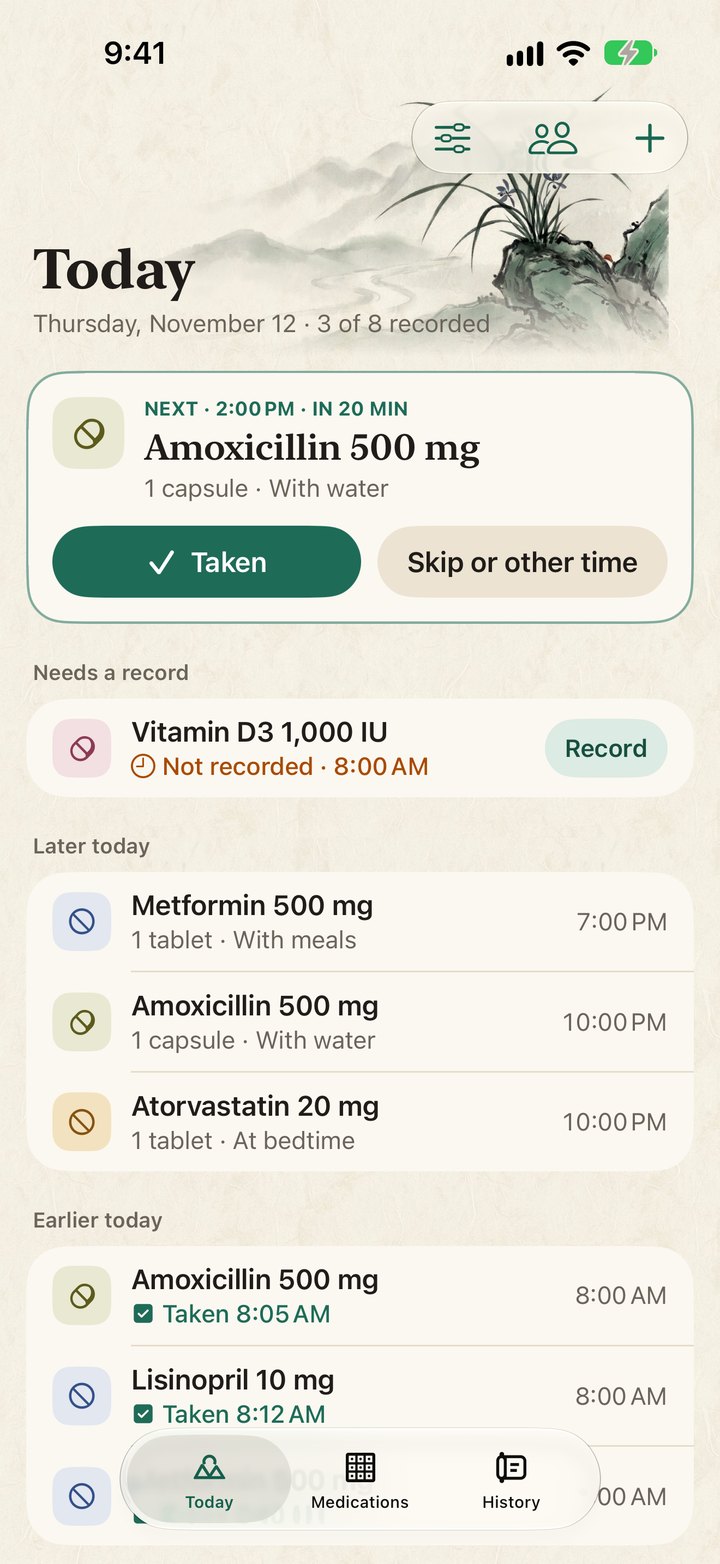 9:41
Today
Thursday, November 12 · 3 of 8 recorded
NEXT · 2:00 PM · IN 20 MIN
Amoxicillin 500 mg
1 capsule · With water
Taken
Skip or other time
Needs a record
Vitamin D3 1,000 IU
Not recorded · 8:00 AM
Record
Later today
Metformin 500 mg
1 tablet · With meals
7:00 PM
Amoxicillin 500 mg
1 capsule · With water
10:00 PM
Atorvastatin 20 mg
1 tablet · At bedtime
10:00 PM
Earlier today
Amoxicillin 500 mg
Taken 8:05 AM
8:00 AM
Lisinopril 10 mg
Taken 8:12 AM
8:00 AM
00 AM
Today
Medications
History